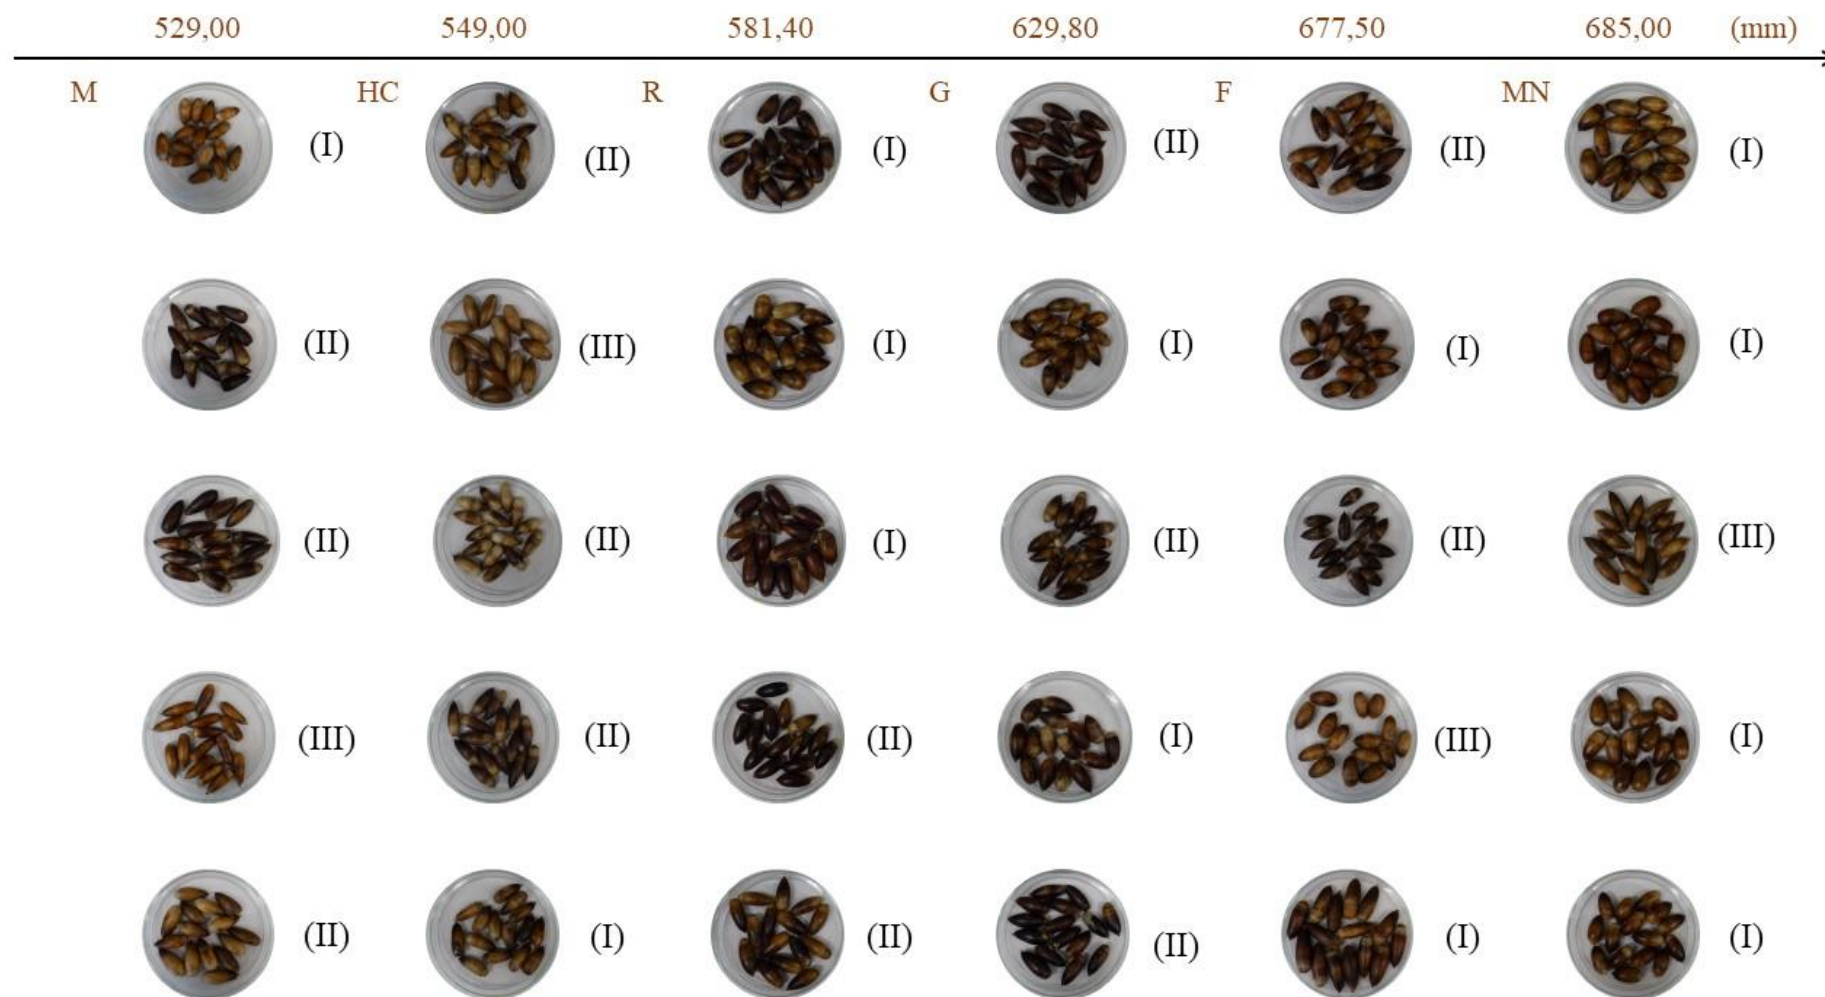 529,00 549,00 581,40 629,80 677,50 685,00 (mm)
M HC R G F MN
(I) (II) (I) (II) (II) (I)
(II) (III) (I) (I) (I) (I)
(II) (II) (I) (II) (II) (III)
(III) (II) (II) (I) (III) (I)
(II) (I) (II) (II) (I) (I)